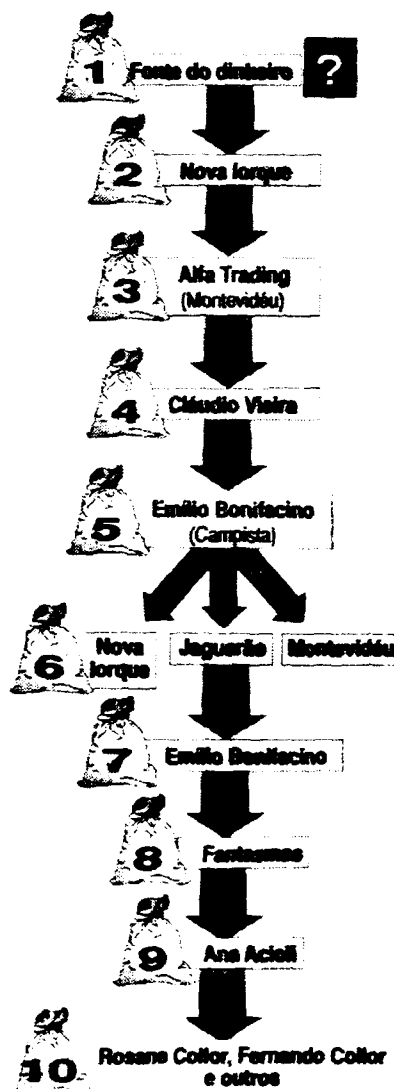 1 Fonte do dinheiro ?
2 Nova Iorque
3 Alfa Trading
(Montevidéu)
4 Cláudio Vieira
5 Emílio Bonifacino
(Campista)
6 Nova Iorque Jaguarão Montevidéu
7 Emílio Bonifacino
8 Fantasmas
9 Ana Acioli
10 Rosane Collor, Fernando Collor
e outros